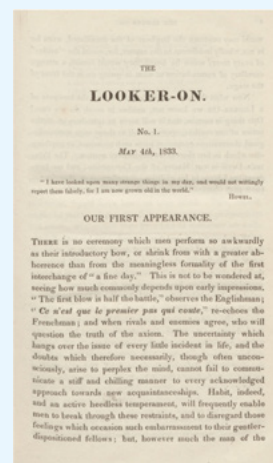 THE
LOOKER-ON.
No. 1.
MAY 4th, 1833.
"I have looked upon many strange things in my day, and would not wittingly
report them falsely, for I am now grown old in the world."
HOWEL.
OUR FIRST APPEARANCE.
THERE is no ceremony which men perform so awkwardly
as their introductory bow, or shrink from with a greater ab-
horrence than from the meaningless formality of the first
interchange of "a fine day." This is not to be wondered at,
seeing how much commonly depends upon early impressions.
"The first blow is half the battle," observes the Englishman;
"Ce n'est que le premier pas qui coute," re-echoes the
Frenchman; and when rivals and enemies agree, who will
question the truth of the axiom. The uncertainty which
hangs over the issue of every little incident in life, and the
doubts which therefore necessarily, though often uncon-
sciously, arise to perplex the mind, cannot fail to commu-
nicate a stiff and chilling manner to every acknowledged
approach towards new acquaintanceships. Habit, indeed,
and an active heedless temperament, will frequently enable
men to break through these restraints, and to disregard those
feelings which occasion such embarrassment to their gentler-
dispositioned fellows; but, however much the man of the